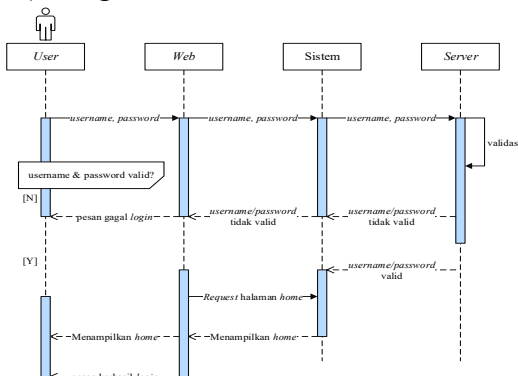 User
Web
Sistem
Server
username, password
username, password
username, password
validas
username & password valid?
[N]
pesan gagal login
username/password
tidak valid
username/password
tidak valid
[Y]
username/password
valid
Request halaman home
Menampilkan home
Menampilkan home